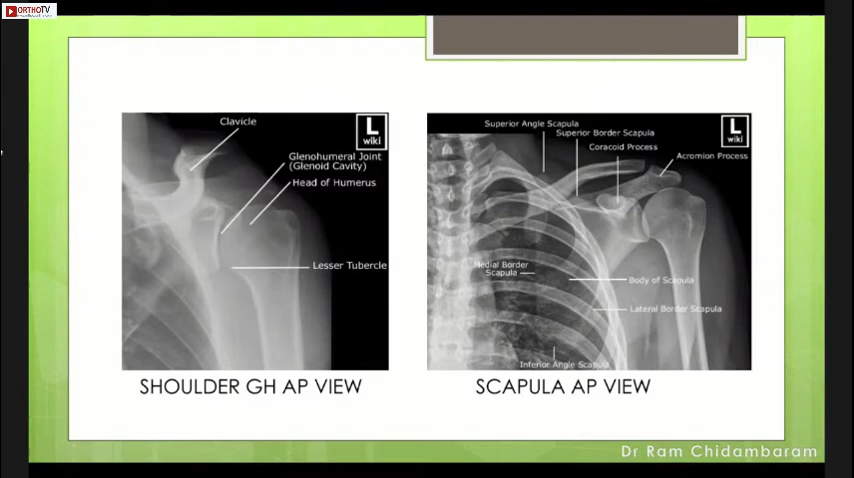 ORTHOTV
L
wiki
Clavicle
Glenohumeral Joint
(Glenoid Cavity)
Head of Humerus
Lesser Tubercle
SHOULDER GH AP VIEW
L
wiki
Superior Angle Scapula
Superior Border Scapula
Coracoid Process
Acromion Process
Medial Border
Scapula
Body of Scapula
Lateral Border Scapula
Inferior Angle Scapula
SCAPULA AP VIEW
Dr Ram Chidambaram